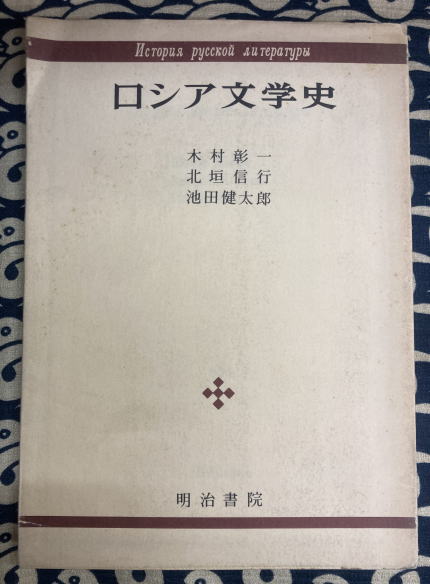 История русской литературы
ロシア文学史
木村彰一
北垣信行
池田健太郎
明治書院